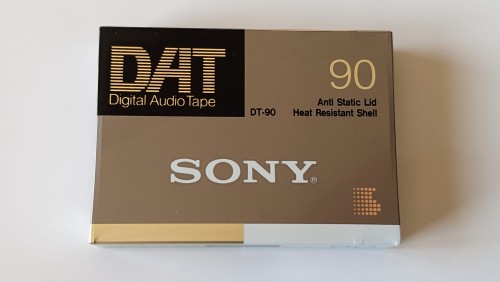 DAT
Digital Audio Tape
90
DT-90
Anti Static Lid
Heat Resistant Shell
SONY®